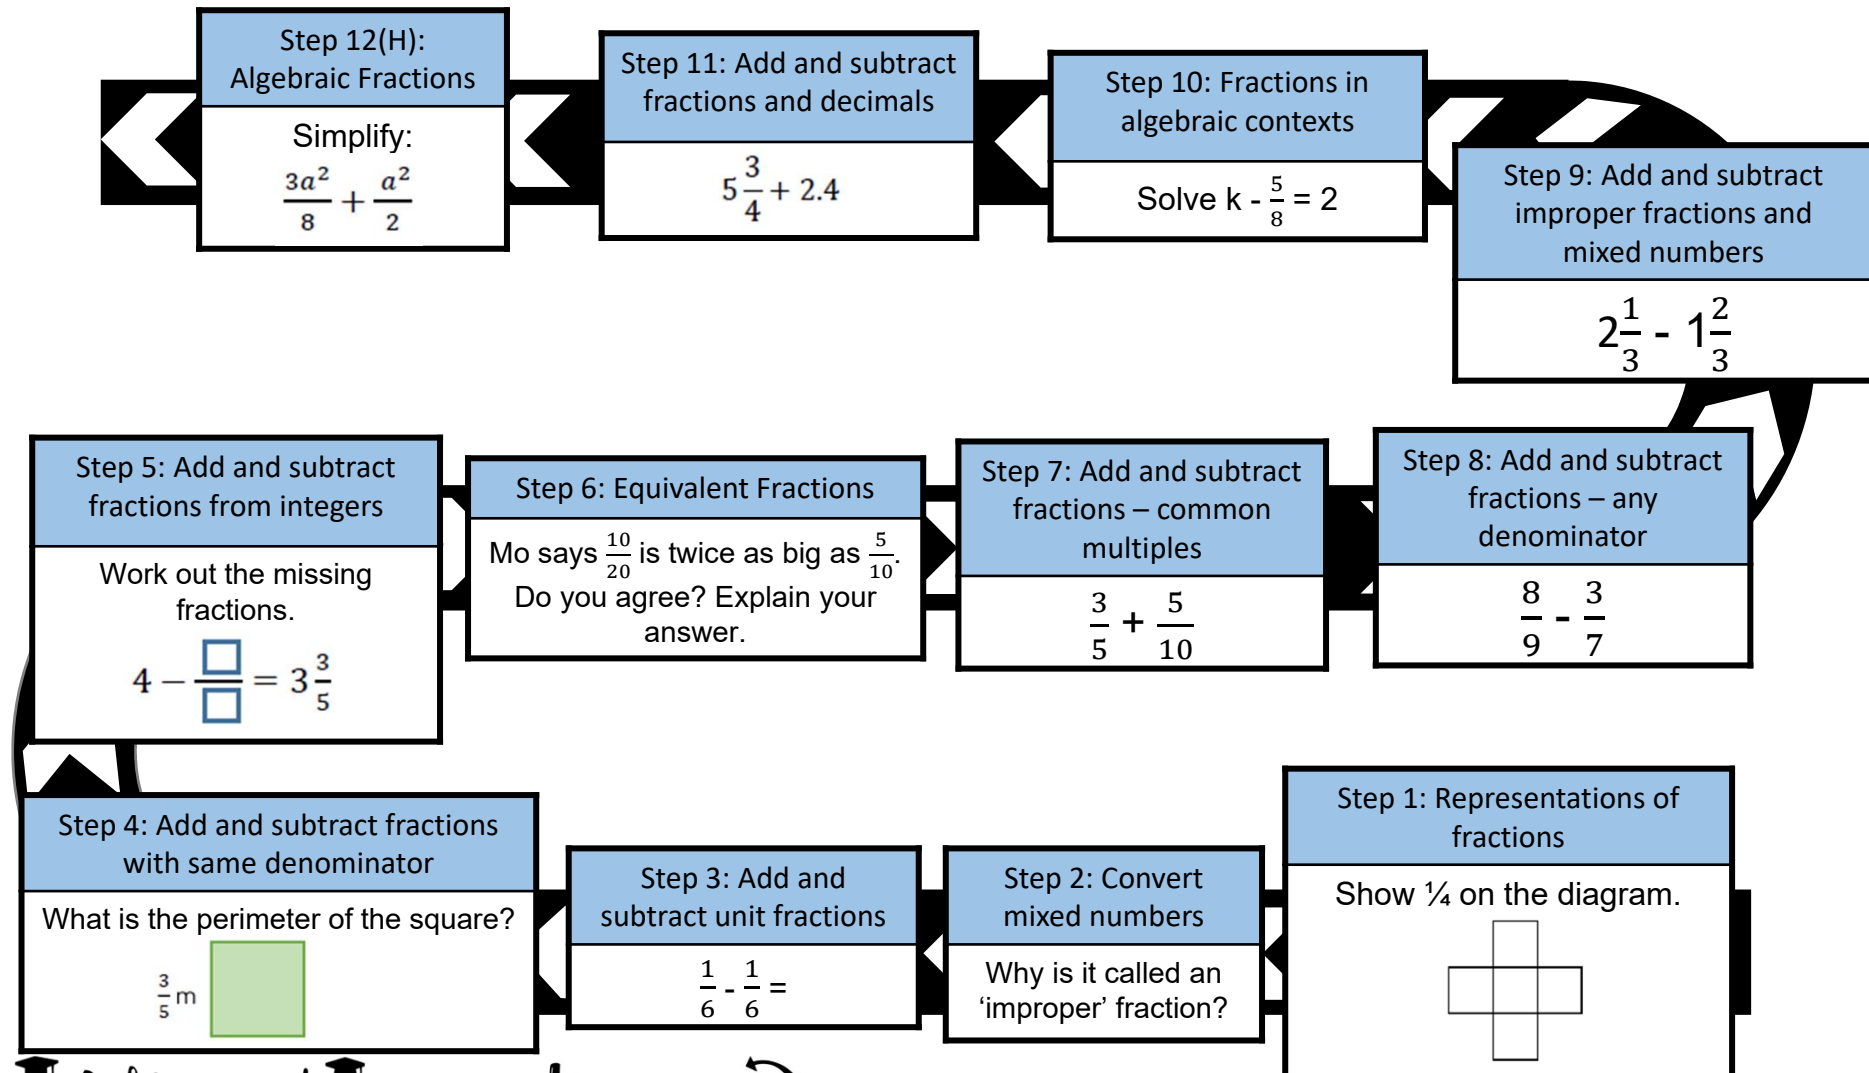 Step 12(H):
Algebraic Fractions
Simplify:
3a²/8 + a²/2
Step 11: Add and subtract
fractions and decimals
5 3/4 + 2.4
Step 10: Fractions in
algebraic contexts
Solve k - 5/8 = 2
Step 9: Add and subtract
improper fractions and
mixed numbers
2 1/3 - 1 2/3
Step 5: Add and subtract
fractions from integers
Work out the missing
fractions.
4 − □/□ = 3 3/5
Step 6: Equivalent Fractions
Mo says 10/20 is twice as big as 5/10.
Do you agree? Explain your
answer.
Step 7: Add and subtract
fractions – common
multiples
3/5 + 5/10
Step 8: Add and subtract
fractions – any
denominator
8/9 - 3/7
Step 4: Add and subtract fractions
with same denominator
What is the perimeter of the square?
3/5 m
Step 3: Add and
subtract unit fractions
1/6 - 1/6 =
Step 2: Convert
mixed numbers
Why is it called an
‘improper’ fraction?
Step 1: Representations of
fractions
Show ¼ on the diagram.